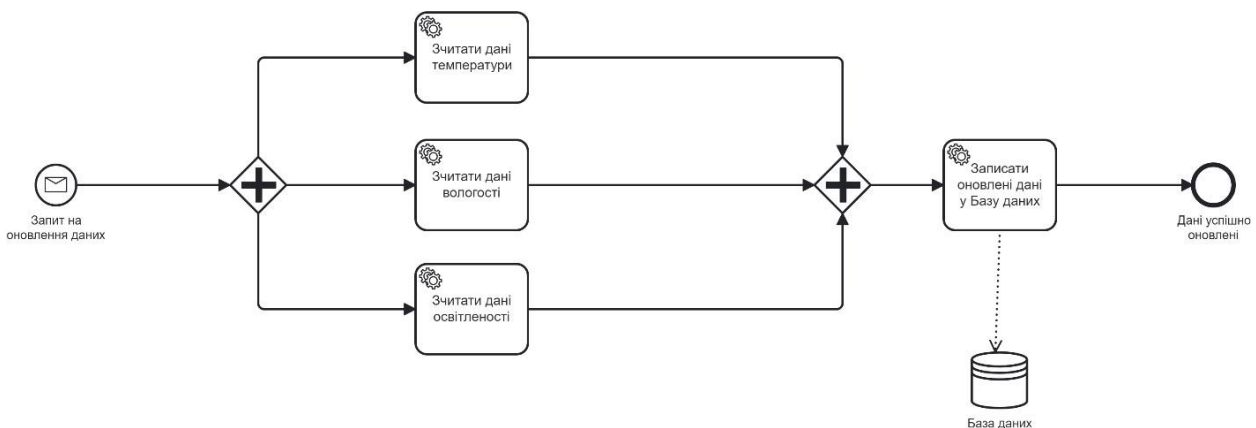 Запит на
оновлення даних
Зчитати дані
температури
Зчитати дані
вологості
Зчитати дані
освітленості
Записати
оновлені дані
у Базу даних
База даних
Дані успішно
оновлені